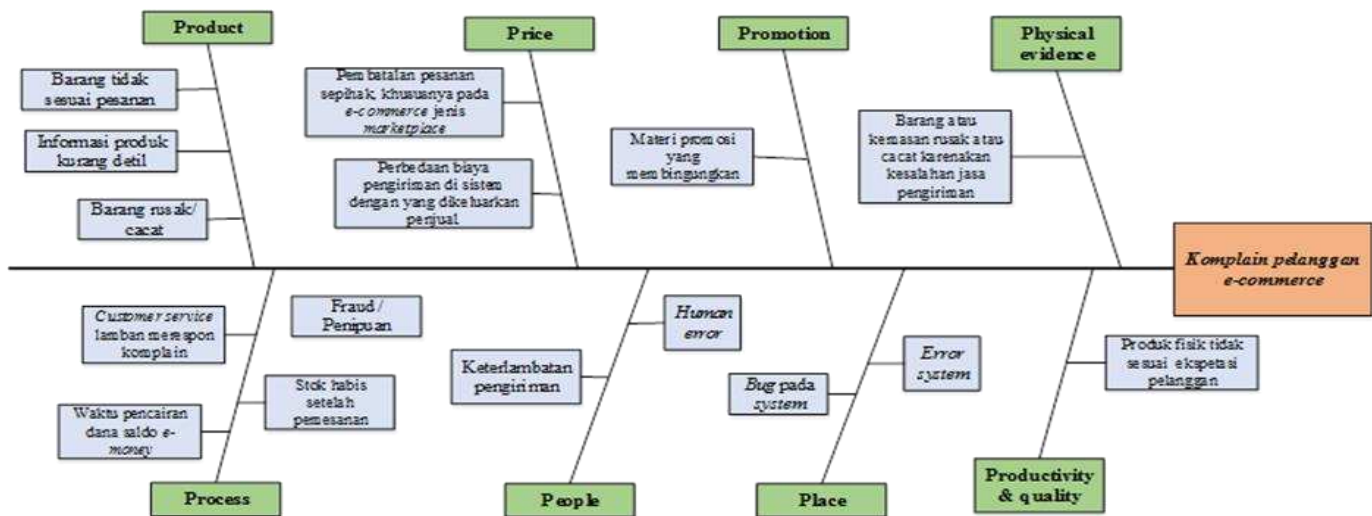 Product
Price
Promotion
Physical
evidence
Barang tidak
sesuai pesanan
Informasi produk
kurang detil
Barang rusak/
cacat
Pembatalan pesanan
sepihak, khususnya pada
e-commerce jenis
marketplace
Perbedaan biaya
pengiriman di sistem
dengan yang dikeluarkan
penjual
Materi promosi
yang
membingungkan
Barang atau
kemasan rusak atau
cacat karenakan
kesalahan jasa
pengiriman
Komplain pelanggan
e-commerce
Customer service
lamban merespon
komplain
Fraud /
Penipuan
Waktu pencairan
dana saldo e-
money
Stok habis
setelah
pemesanan
Human
error
Keterlambatan
pengiriman
Error
system
Bug pada
system
Produk fisik tidak
sesuai ekspetasi
pelanggan
Process
People
Place
Productivity
& quality